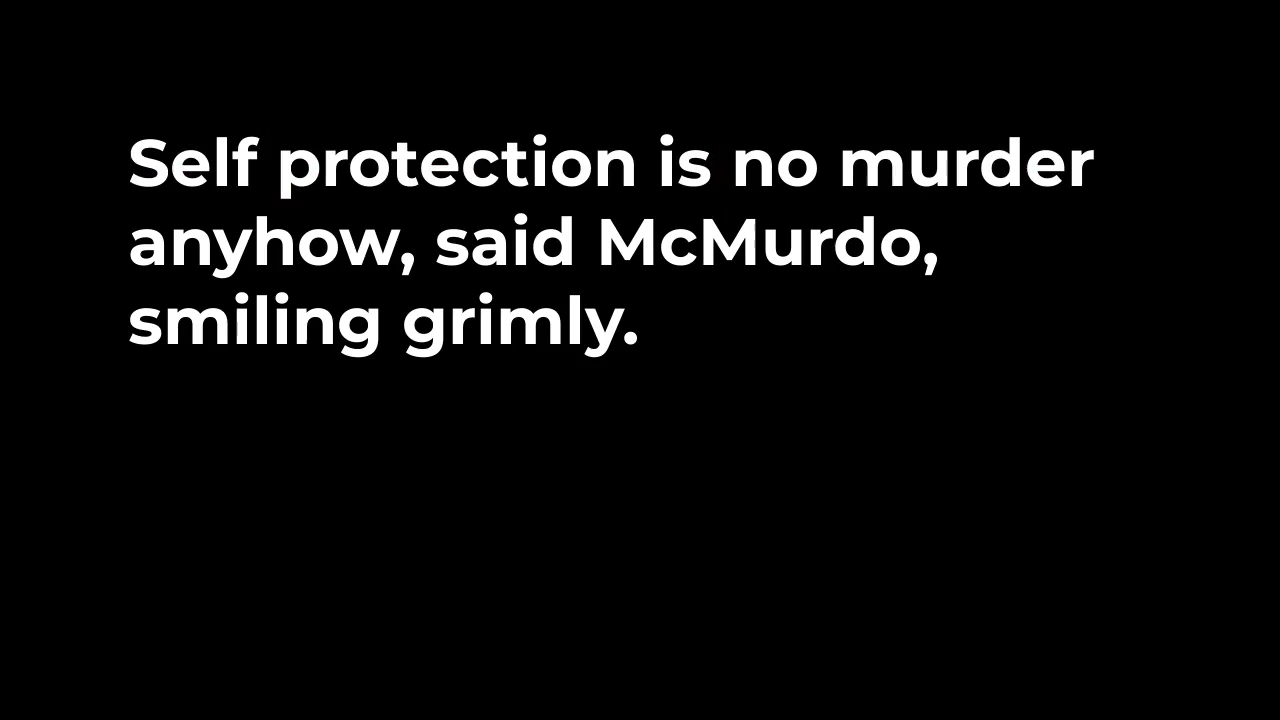 Self protection is no murder
anyhow, said McMurdo,
smiling grimly.